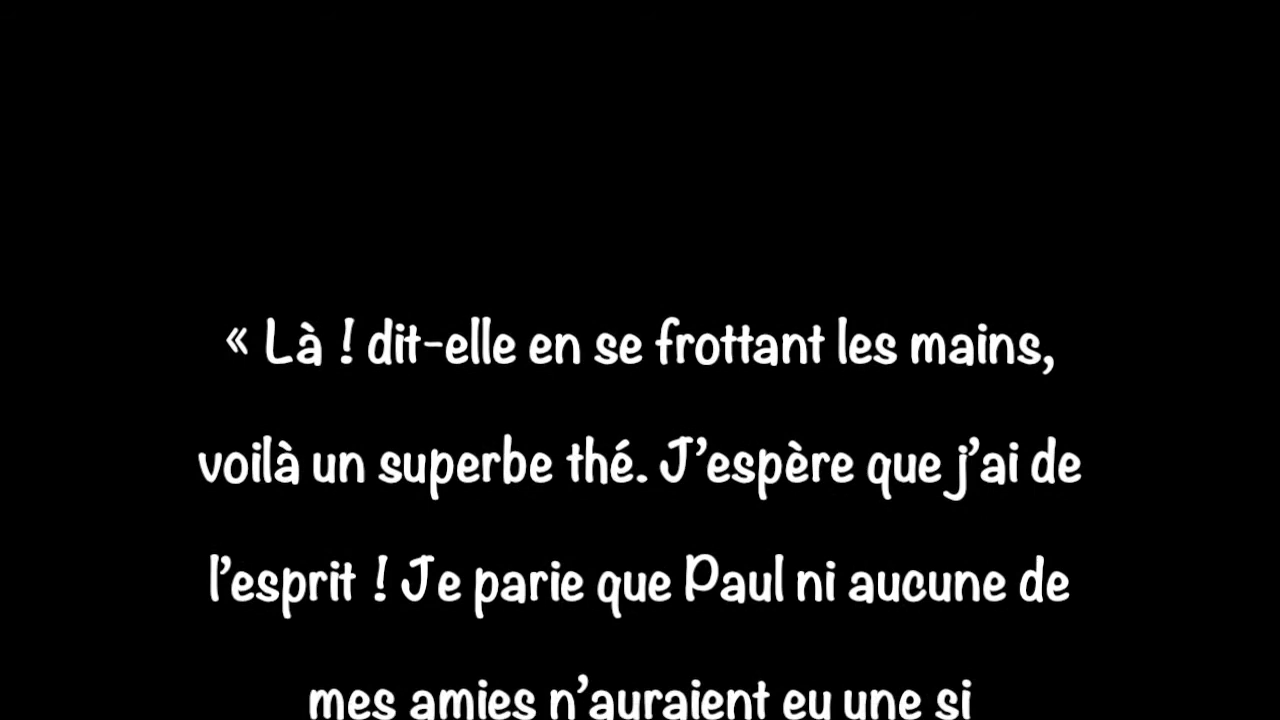 « Là ! dit-elle en se frottant les mains,
voilà un superbe thé. J’espère que j’ai de
l’esprit ! Je parie que Paul ni aucune de
mes amies n’auraient eu une si